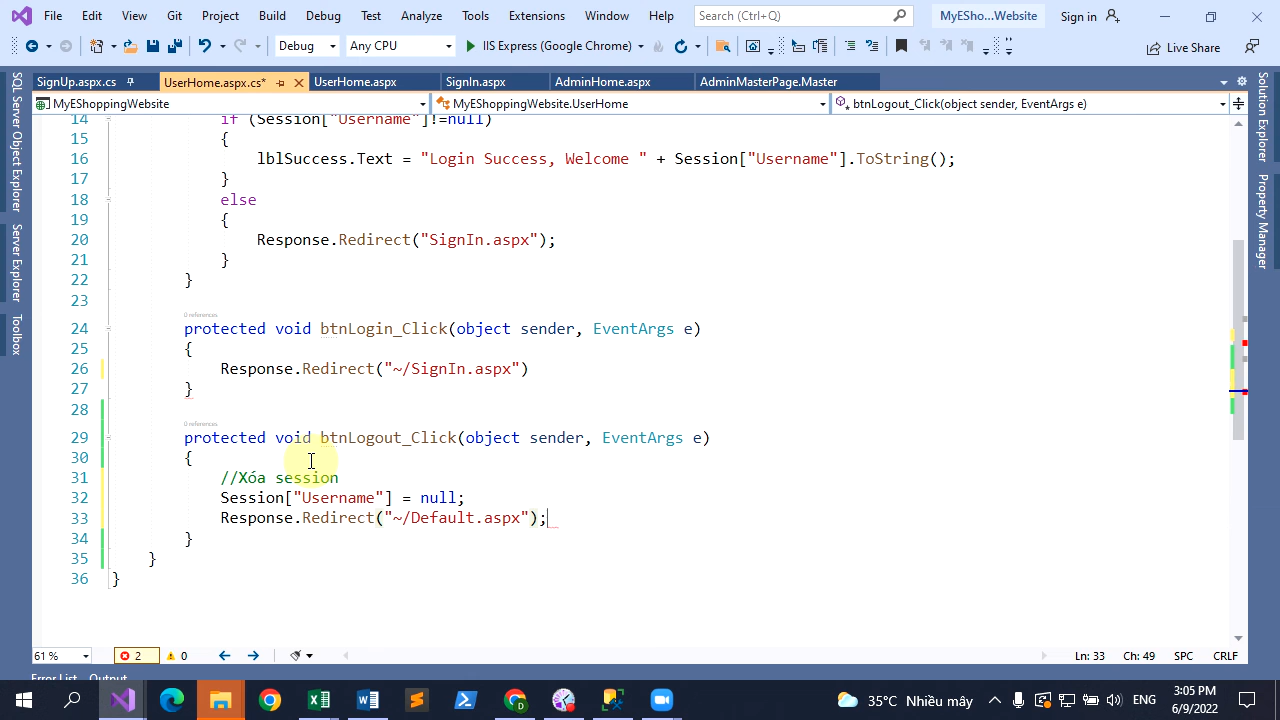 File Edit View Git Project Build Debug Test Analyze Tools Extensions Window Help Search (Ctrl+Q) MyESho...Website Sign in
Debug Any CPU IIS Express (Google Chrome) Live Share
SignUp.aspx.cs UserHome.aspx.cs* UserHome.aspx SignIn.aspx AdminHome.aspx AdminMasterPage.Master
MyEShoppingWebsite MyEShoppingWebsite.UserHome btnLogout_Click(object sender, EventArgs e)
SQL Server Object Explorer
Server Explorer
Toolbox
Solution Explorer
Property Manager
14 if (Session["Username"]!=null)
15 {
16 lblSuccess.Text = "Login Success, Welcome " + Session["Username"].ToString();
17 }
18 else
19 {
20 Response.Redirect("SignIn.aspx");
21 }
22 }
23
0 references
24 protected void btnLogin_Click(object sender, EventArgs e)
25 {
26 Response.Redirect("~/SignIn.aspx")
27 }
28
0 references
29 protected void btnLogout_Click(object sender, EventArgs e)
30 {
31 //Xóa session
32 Session["Username"] = null;
33 Response.Redirect("~/Default.aspx");
34 }
35 }
36 }
61 % 2 0 Ln: 33 Ch: 49 SPC CRLF
Error List Output
35°C Nhiều mây ENG 3:05 PM
6/9/2022